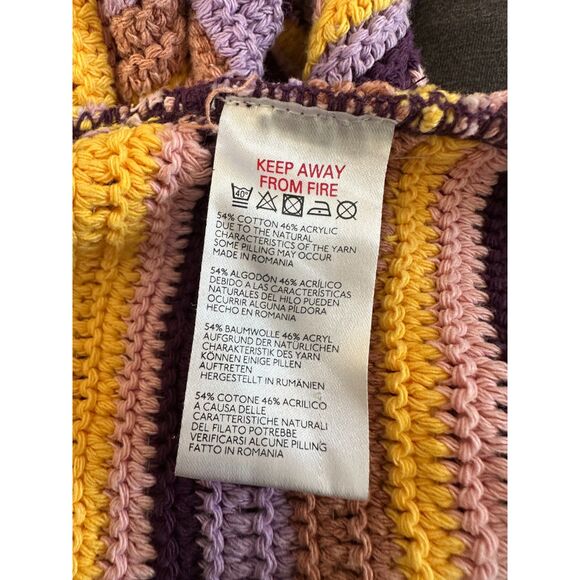 KEEP AWAY
FROM FIRE
40°
54% COTTON 46% ACRYLIC
DUE TO THE NATURAL
CHARACTERISTICS OF THE YARN
SOME PILLING MAY OCCUR
MADE IN ROMANIA
54% ALGODÓN 46% ACRÍLICO
DEBIDO A LAS CARACTERÍSTICAS
NATURALES DEL HILO PUEDEN
OCURRIR ALGUNA PÍLDORA
HECHO EN ROMANIA
54% BAUMWOLLE 46% ACRYL
AUFGRUND DER NATÜRLICHEN
CHARAKTERISTIK DES YARN
KÖNNEN EINIGE PILLEN
AUFTRETEN
HERGESTELLT IN RUMÄNIEN
54% COTONE 46% ACRILICO
A CAUSA DELLE
CARATTERISTICHE NATURALI
DEL FILATO POTREBBE
VERIFICARSI ALCUNE PILLING
FATTO IN ROMANIA